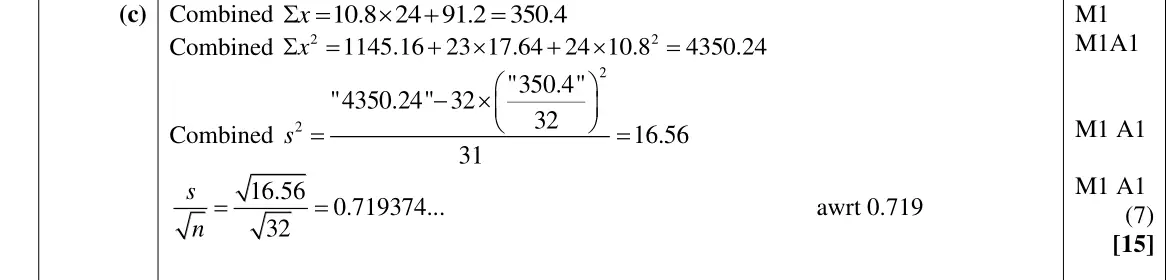 (c) Combined Σx = 10.8 × 24 + 91.2 = 350.4 M1
Combined Σx² = 1145.16 + 23 × 17.64 + 24 × 10.8² = 4350.24 M1A1
Combined s² = ("4350.24" − 32 × ("350.4"/32)²)/31 = 16.56 M1 A1
s/√n = √16.56/√32 = 0.719374... awrt 0.719 M1 A1
(7)
[15]